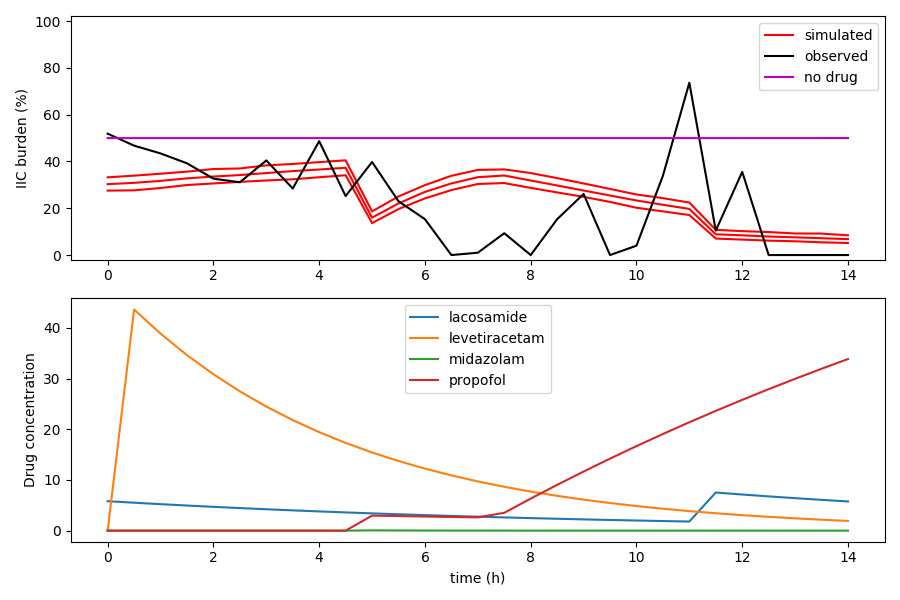 100
80
60
40
20
0
IIC burden (%)
simulated
observed
no drug
0 2 4 6 8 10 12 14
40
30
20
10
0
Drug concentration
lacosamide
levetiracetam
midazolam
propofol
0 2 4 6 8 10 12 14
time (h)